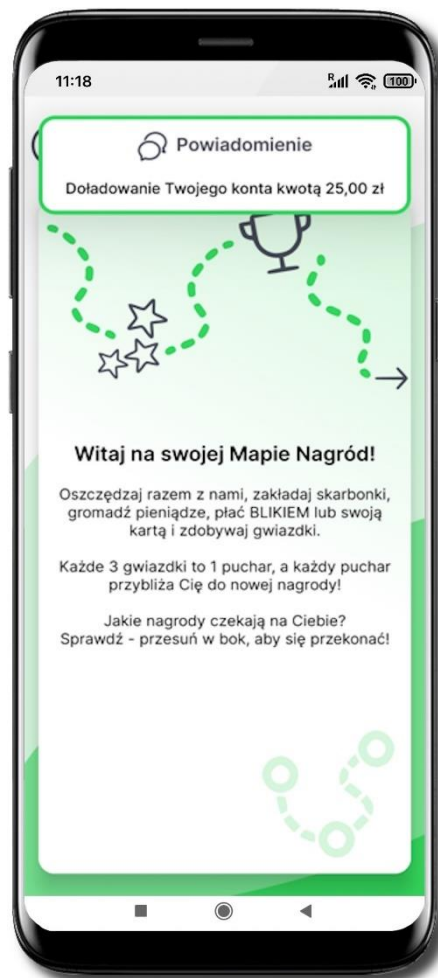 11:18
R
100
Powiadomienie
Doładowanie Twojego konta kwotą 25,00 zł
Witaj na swojej Mapie Nagród!
Oszczędzaj razem z nami, zakładaj skarbonki,
gromadź pieniądze, płać BLIKIEM lub swoją
kartą i zdobywaj gwiazdki.
Każde 3 gwiazdki to 1 puchar, a każdy puchar
przybliża Cię do nowej nagrody!
Jakie nagrody czekają na Ciebie?
Sprawdź - przesuń w bok, aby się przekonać!